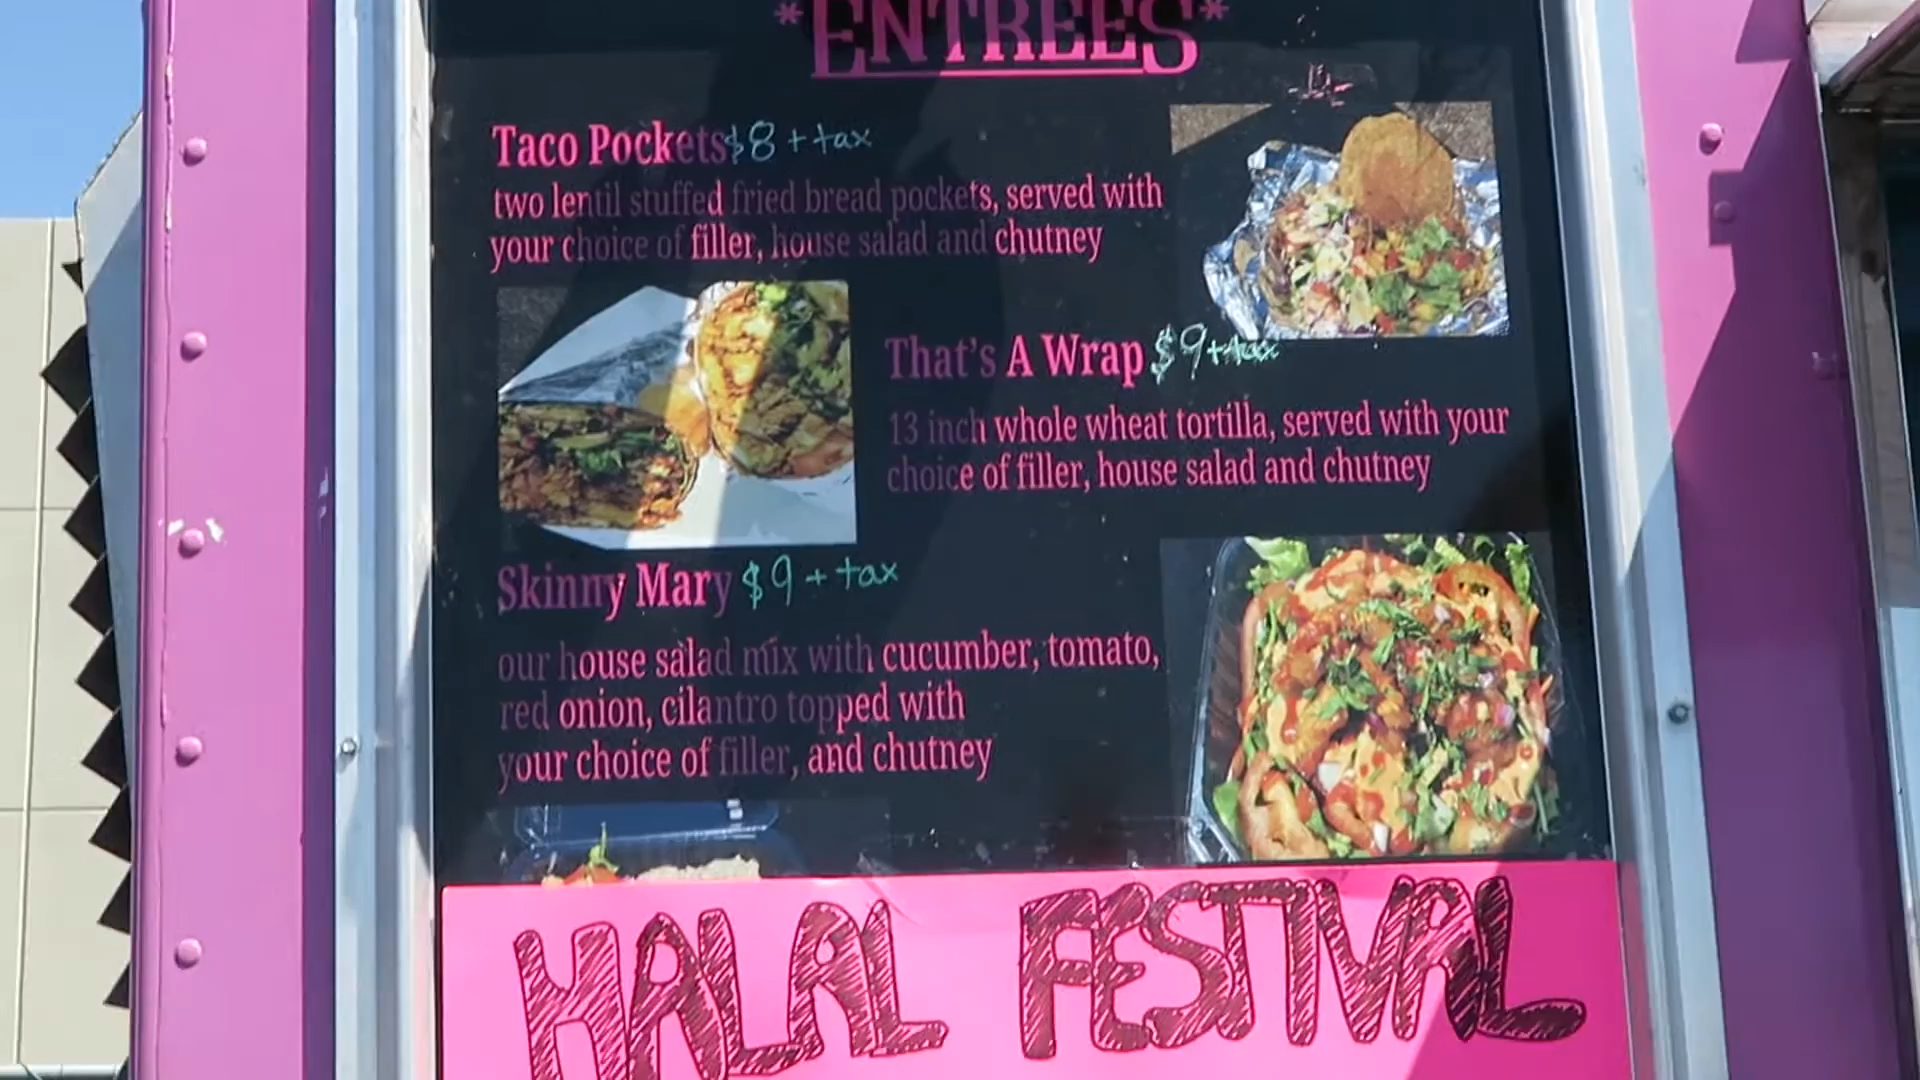 *ENTREES*
Taco Pockets $8 + tax
two lentil stuffed fried bread pockets, served with
your choice of filler, house salad and chutney
That's A Wrap $9 + tax
13 inch whole wheat tortilla, served with your
choice of filler, house salad and chutney
Skinny Mary $9 + tax
our house salad mix with cucumber, tomato,
red onion, cilantro topped with
your choice of filler, and chutney
HALAL FESTIVAL